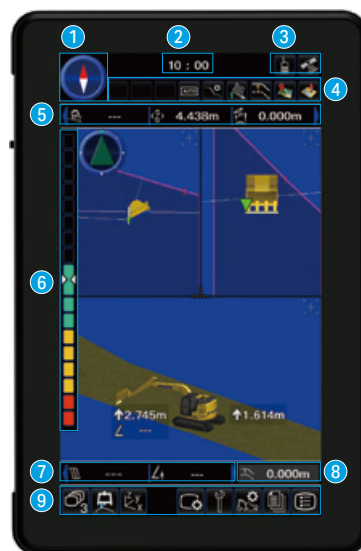 1 2 3
10 : 00
AUTO
4
5
--- 4.438m 0.000m
6
2.745m 1.614m
---
7 8
--- --- 0.000m
9
3 Z Y X